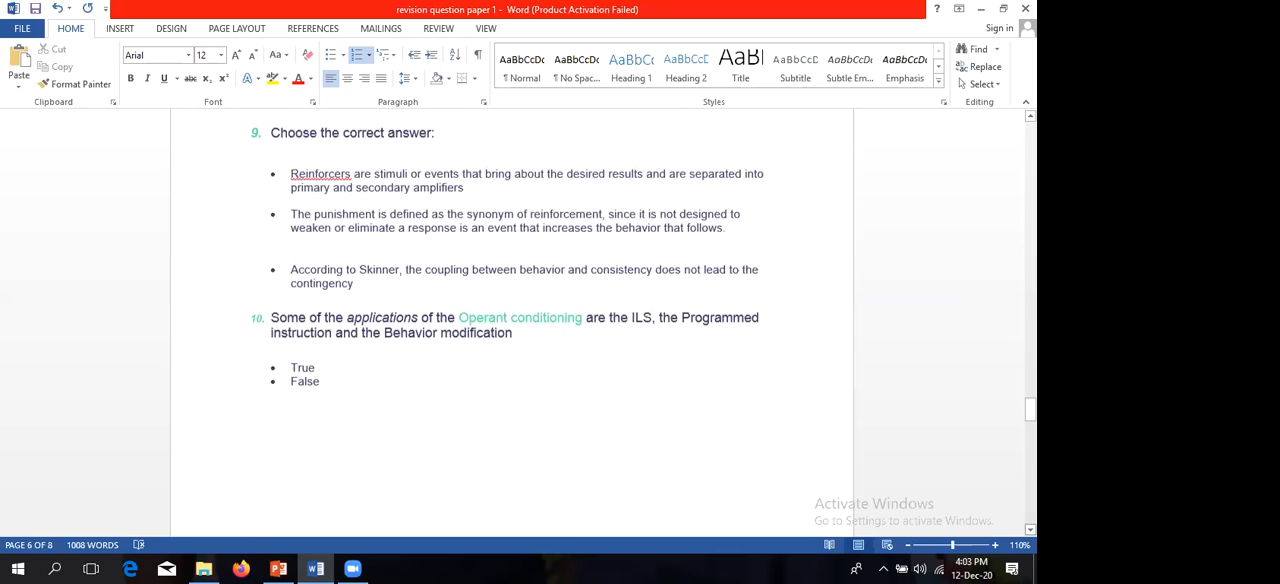 revision question paper 1 - Word (Product Activation Failed)
FILE HOME INSERT DESIGN PAGE LAYOUT REFERENCES MAILINGS REVIEW VIEW Sign in
Paste
Cut
Copy
Format Painter
Clipboard
Arial 12
Font
Paragraph
AaBbCcDc AaBbCcDc AaBbCc AaBbCcD AaBI AaBbCcD AaBbCcDc AaBbCcDc
¶ Normal ¶ No Spac... Heading 1 Heading 2 Title Subtitle Subtle Em... Emphasis
Styles
Find
Replace
Select
Editing
9. Choose the correct answer:
• Reinforcers are stimuli or events that bring about the desired results and are separated into
primary and secondary amplifiers
• The punishment is defined as the synonym of reinforcement, since it is not designed to
weaken or eliminate a response is an event that increases the behavior that follows.
• According to Skinner, the coupling between behavior and consistency does not lead to the
contingency
10. Some of the applications of the Operant conditioning are the ILS, the Programmed
instruction and the Behavior modification
• True
• False
Activate Windows
Go to Settings to activate Windows.
PAGE 6 OF 8 1008 WORDS 110%
4:03 PM
12-Dec-20